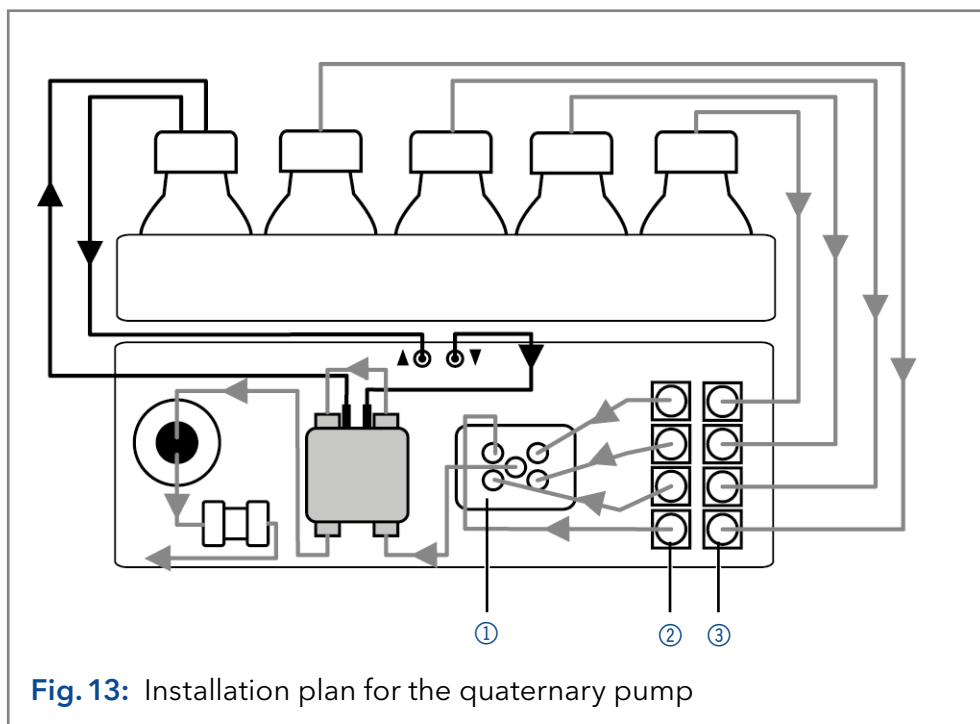 ①
②
③
Fig. 13: Installation plan for the quaternary pump